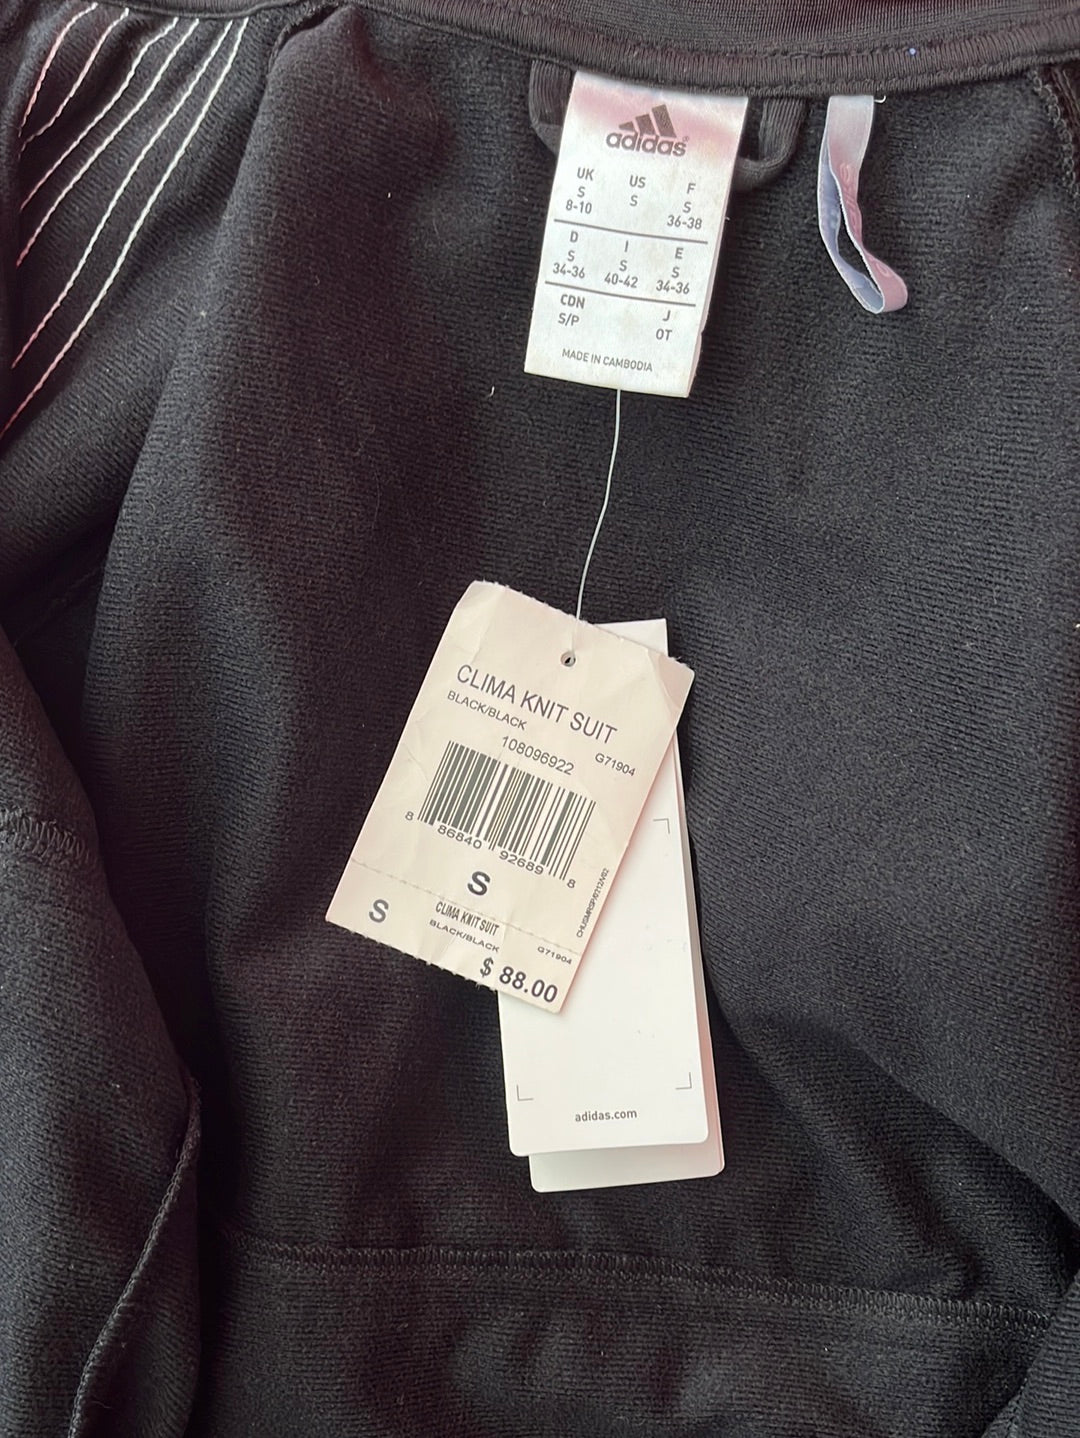 adidas
UK US F
S S S
8-10 36-38
D I E
S S S
34-36 40-42 34-36
CDN J
S/P OT
MADE IN CAMBODIA
CLIMA KNIT SUIT
BLACK/BLACK
108096922 G71904
8 86840 92689 8
S
S CLIMA KNIT SUIT
BLACK/BLACK G71904
$ 88.00
adidas.com